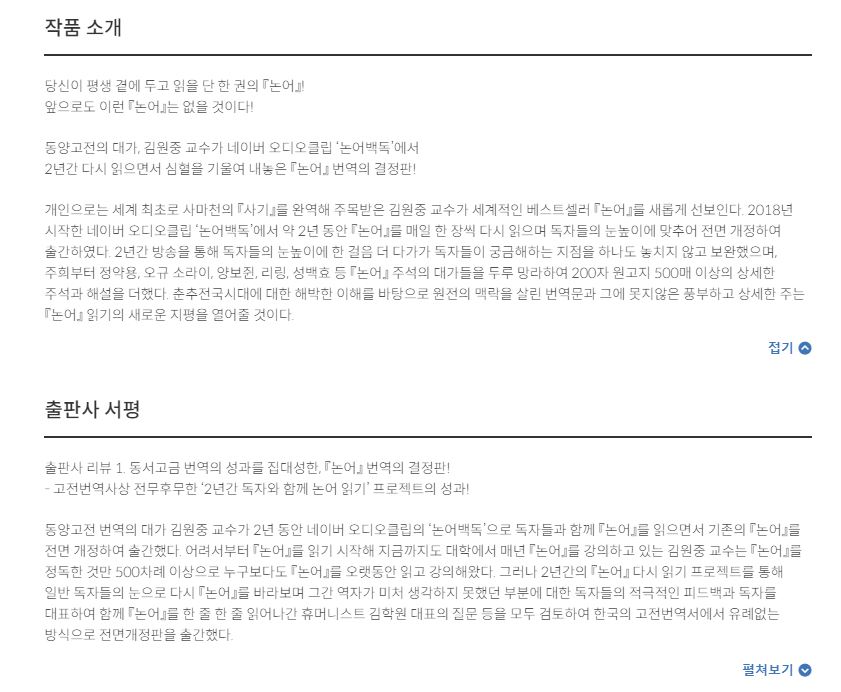 작품 소개
당신이 평생 곁에 두고 읽을 단 한 권의 『논어』!
앞으로도 이런 『논어』는 없을 것이다!
동양고전의 대가, 김원중 교수가 네이버 오디오클립 ‘논어백독’에서
2년간 다시 읽으면서 심혈을 기울여 내놓은 『논어』 번역의 결정판!
개인으로는 세계 최초로 사마천의 『사기』를 완역해 주목받은 김원중 교수가 세계적인 베스트셀러 『논어』를 새롭게 선보인다. 2018년
시작한 네이버 오디오클립 ‘논어백독’에서 약 2년 동안 『논어』를 매일 한 장씩 다시 읽으며 독자들의 눈높이에 맞추어 전면 개정하여
출간하였다. 2년간 방송을 통해 독자들의 눈높이에 한 걸음 더 다가가 독자들이 궁금해하는 지점을 하나도 놓치지 않고 보완했으며,
주희부터 정약용, 오규 소라이, 양보쥔, 리링, 성백효 등 『논어』 주석의 대가들을 두루 망라하여 200자 원고지 500매 이상의 상세한
주석과 해설을 더했다. 춘추전국시대에 대한 해박한 이해를 바탕으로 원전의 맥락을 살린 번역문과 그에 못지않은 풍부하고 상세한 주는
『논어』 읽기의 새로운 지평을 열어줄 것이다.
접기
출판사 서평
출판사 리뷰 1. 동서고금 번역의 성과를 집대성한, 『논어』 번역의 결정판!
- 고전번역사상 전무후무한 ‘2년간 독자와 함께 논어 읽기’ 프로젝트의 성과!
동양고전 번역의 대가 김원중 교수가 2년 동안 네이버 오디오클립의 ‘논어백독’으로 독자들과 함께 『논어』를 읽으면서 기존의 『논어』를
전면 개정하여 출간했다. 어려서부터 『논어』를 읽기 시작해 지금까지도 대학에서 매년 『논어』를 강의하고 있는 김원중 교수는 『논어』를
정독한 것만 500차례 이상으로 누구보다도 『논어』를 오랫동안 읽고 강의해왔다. 그러나 2년간의 『논어』 다시 읽기 프로젝트를 통해
일반 독자들의 눈으로 다시 『논어』를 바라보며 그간 역자가 미처 생각하지 못했던 부분에 대한 독자들의 적극적인 피드백과 독자를
대표하여 함께 『논어』를 한 줄 한 줄 읽어나간 휴머니스트 김학원 대표의 질문 등을 모두 검토하여 한국의 고전번역서에서 유례없는
방식으로 전면개정판을 출간했다.
펼쳐보기